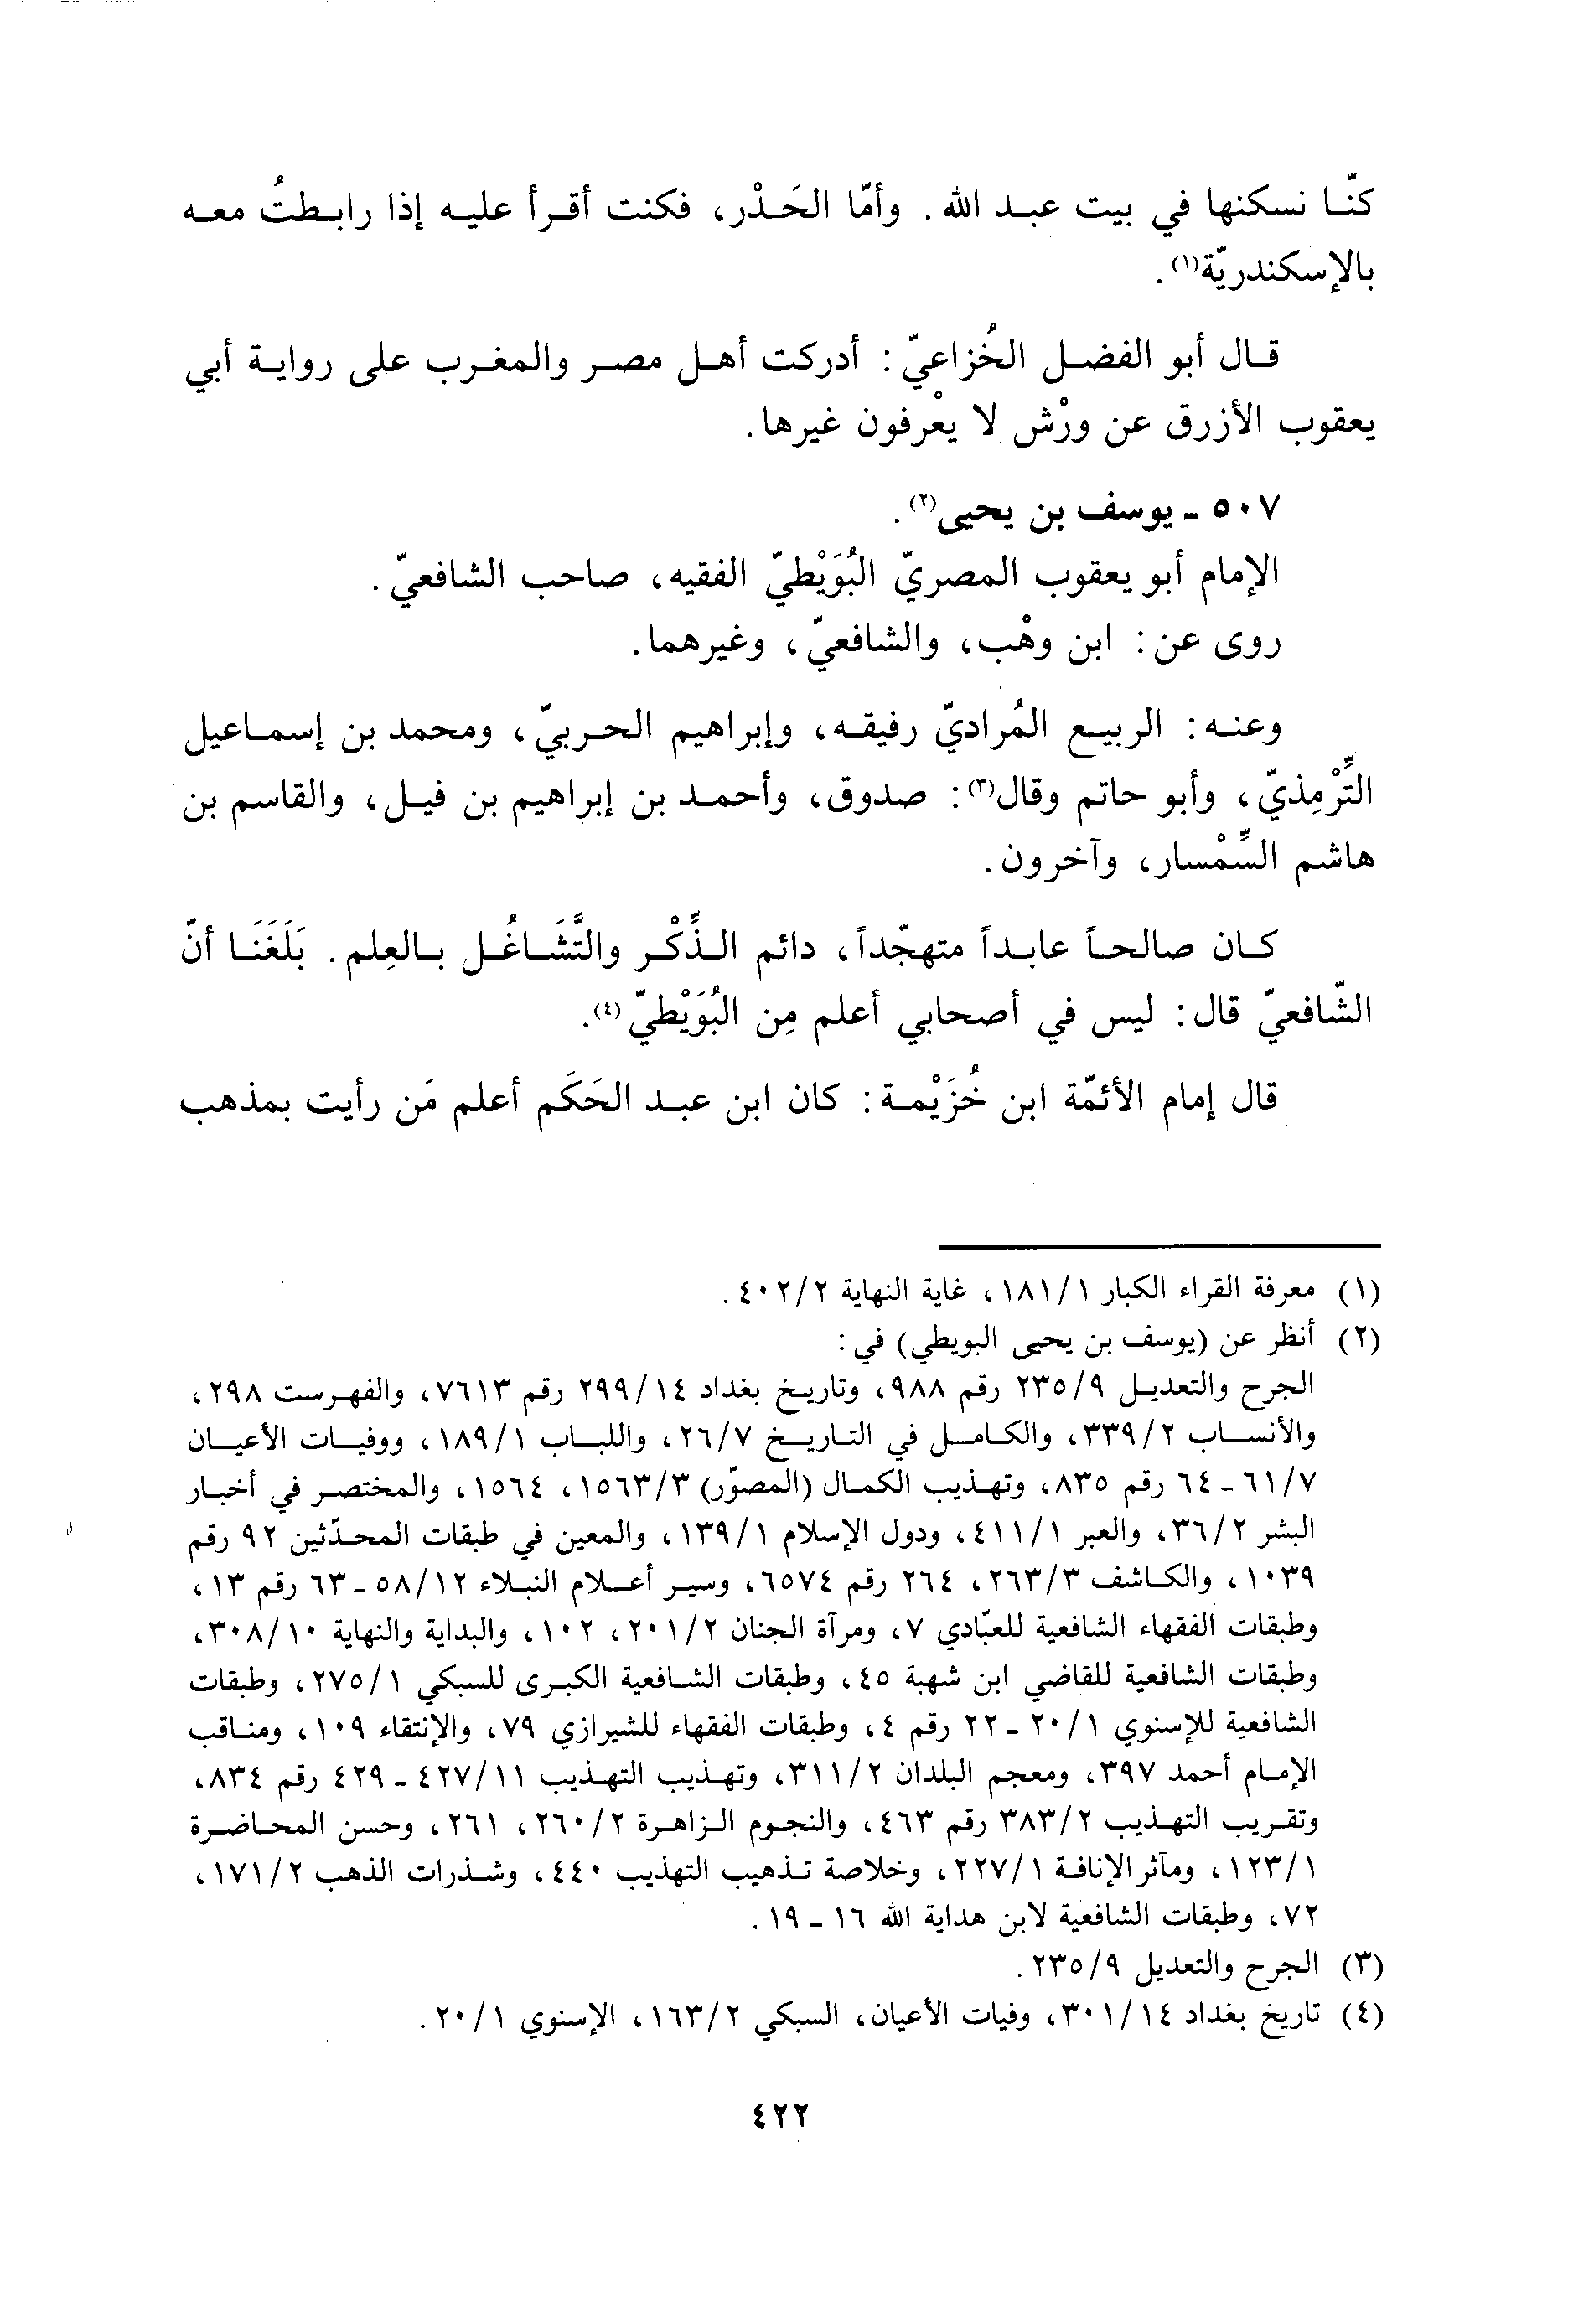 كنّا نسكنها في بيت عبد الله. وأمّا الحَدْر، فكنت أقرأ عليه إذا رابطتُ معه
بالإسكندريّة(١).
قال أبو الفضل الخُزاعيّ: أدركت أهل مصر والمغرب على رواية أبي
يعقوب الأزرق عن ورْش لا يعْرفون غيرها.
٥٠٧ - يوسف بن يحيى(٢).
الإمام أبو يعقوب المصريّ البُوَيْطيّ الفقيه، صاحب الشافعيّ.
روى عن: ابن وهْب، والشافعيّ، وغيرهما.
وعنه: الربيع المُراديّ رفيقه، وإبراهيم الحربيّ، ومحمد بن إسماعيل
التِّرْمِذيّ، وأبو حاتم وقال(٣): صدوق، وأحمد بن إبراهيم بن فيل، والقاسم بن
هاشم السِّمْسار، وآخرون.
كان صالحاً عابداً متهجّداً، دائم الذِّكْر والتَّشَاغُل بالعِلم. بَلَغَنَا أنّ
الشّافعيّ قال: ليس في أصحابي أعلم مِن البُوَيْطيّ(٤).
قال إمام الأئمّة ابن خُزَيْمة: كان ابن عبد الحَكَم أعلم مَن رأيت بمذهب
(١) معرفة القراء الكبار ١/١٨١، غاية النهاية ٢/٤٠٢.
(٢) أنظر عن (يوسف بن يحيى البويطي) في:
الجرح والتعديل ٩/٢٣٥ رقم ٩٨٨، وتاريخ بغداد ١٤/٢٩٩ رقم ٧٦١٣، والفهرست ٢٩٨،
والأنساب ٢/٣٣٩، والكامل في التاريخ ٧/٢٦، واللباب ١/١٨٩، ووفيات الأعيان
٧/٦١ - ٦٤ رقم ٨٣٥، وتهذيب الكمال (المصوّر) ٣/١٥٦٣، ١٥٦٤، والمختصر في أخبار
البشر ٢/٣٦، والعبر ١/٤١١، ودول الإسلام ١/١٣٩، والمعين في طبقات المحدّثين ٩٢ رقم
١٠٣٩، والكاشف ٣/٢٦٣، ٢٦٤ رقم ٦٥٧٤، وسير أعلام النبلاء ١٢/٥٨ - ٦٣ رقم ١٣،
وطبقات الفقهاء الشافعية للعبّادي ٧، ومرآة الجنان ٢/٢٠١، ١٠٢، والبداية والنهاية ١٠/٣٠٨،
وطبقات الشافعية للقاضي ابن شهبة ٤٥، وطبقات الشافعية الكبرى للسبكي ١/٢٧٥، وطبقات
الشافعية للإسنوي ١/٢٠ - ٢٢ رقم ٤، وطبقات الفقهاء للشيرازي ٧٩، والإنتقاء ١٠٩، ومناقب
الإمام أحمد ٣٩٧، ومعجم البلدان ٢/٣١١، وتهذيب التهذيب ١١/٤٢٧ - ٤٢٩ رقم ٨٣٤،
وتقريب التهذيب ٢/٣٨٣ رقم ٤٦٣، والنجوم الزاهرة ٢/٢٦٠، ٢٦١، وحسن المحاضرة
١/١٢٣، ومآثر الإنافة ١/٢٢٧، وخلاصة تذهيب التهذيب ٤٤٠، وشذرات الذهب ٢/١٧١،
٧٢، وطبقات الشافعية لابن هداية الله ١٦ - ١٩.
(٣) الجرح والتعديل ٩/٢٣٥.
(٤) تاريخ بغداد ١٤/٣٠١، وفيات الأعيان، السبكي ٢/١٦٣، الإسنوي ١/٢٠.
٤٢٢